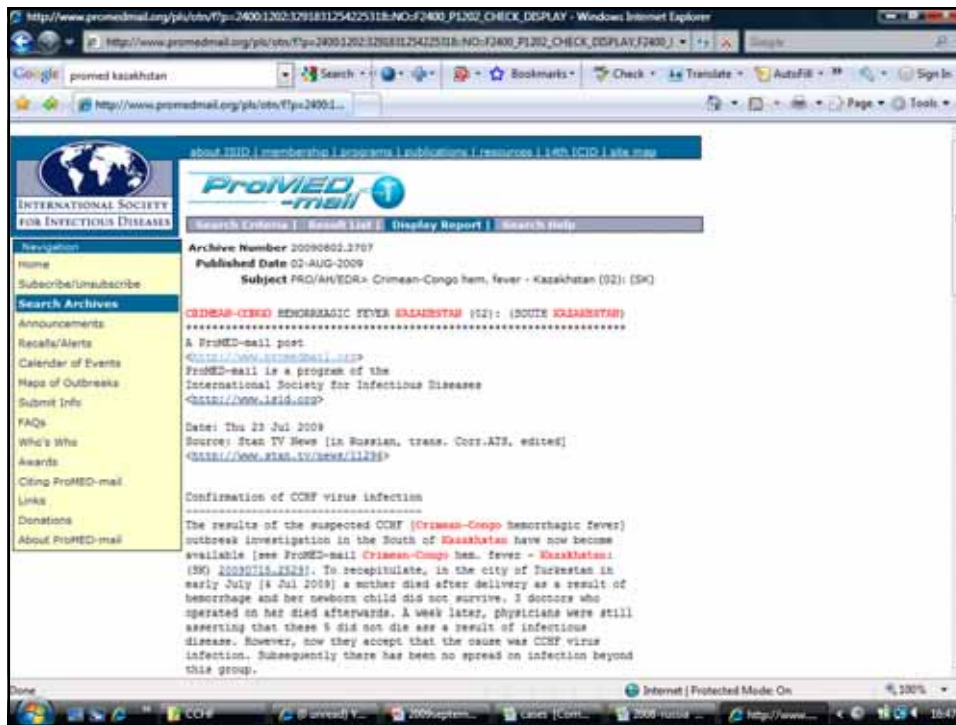 http://www.promedmail.org/pls/otn/f?p=2400:1202:3291831254225318::NO:F2400_P1202_CHECK_DISPLAY - Windows Internet Explorer
Google
Google promed kazakhstan Search Bookmarks Check Translate AutoFill Sign In
http://www.promedmail.org/pls/otn/f?p=2400:1... Page Tools
about ISID | membership | programs | publications | resources | 14th ICID | site map
INTERNATIONAL SOCIETY
FOR INFECTIOUS DISEASES
ProMED
-mail
Search Criteria | Result List | Display Report | Search Help
Navigation
Home
Subscribe/Unsubscribe
Search Archives
Announcements
Recalls/Alerts
Calendar of Events
Maps of Outbreaks
Submit Info
FAQs
Who's Who
Awards
Citing ProMED-mail
Links
Donations
About ProMED-mail
Archive Number 20090802.2707
Published Date 02-AUG-2009
Subject PRO/AH/EDR> Crimean-Congo hem. fever - Kazakhstan (02): (SK)
CRIMEAN-CONGO HEMORRHAGIC FEVER KAZAKHSTAN (02): (SOUTH KAZAKHSTAN)
A ProMED-mail post
<http://www.promedmail.org>
ProMED-mail is a program of the
International Society for Infectious Diseases
<http://www.isid.org>
Date: Thu 23 Jul 2009
Source: Stan TV News [in Russian, trans. Corr.ATS, edited]
<http://www.stan.tv/news/11296>
Confirmation of CCHF virus infection
The results of the suspected CCHF [Crimean-Congo hemorrhagic fever]
outbreak investigation in the South of Kazakhstan have now become
available [see ProMED-mail Crimean-Congo hem. fever - Kazakhstan:
(SK) 20090715.2529]. To recapitulate, in the city of Turkestan in
early July [4 Jul 2009] a mother died after delivery as a result of
hemorrhage and her newborn child did not survive. 3 doctors who
operated on her died afterwards. A week later, physicians were still
asserting that these 5 did not die ass a result of infectious
disease. However, now they accept that the cause was CCHF virus
infection. Subsequently there has been no spread on infection beyond
this group.
Done Internet | Protected Mode: On 100%
CCHF (8 unread) Y... 2009septem... cases [Com... 2008-russia ... http://www....